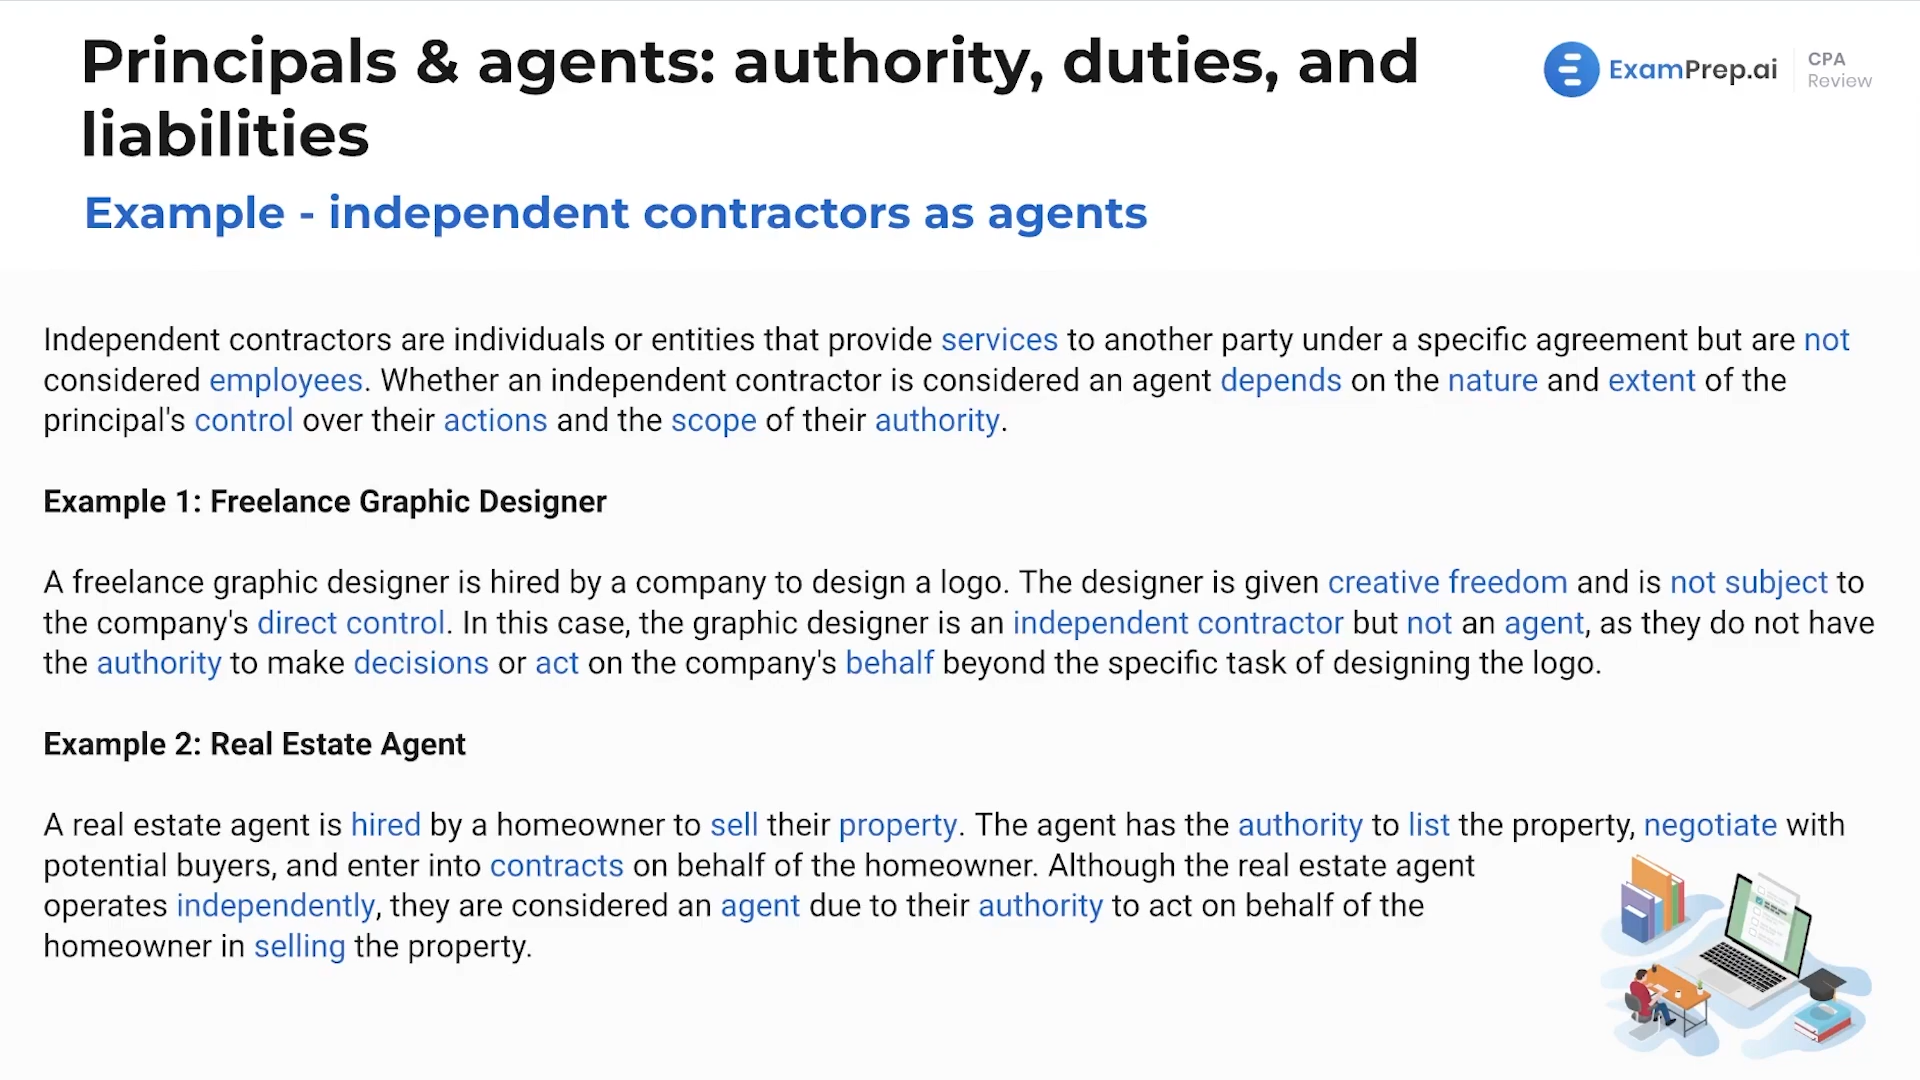 Principals & agents: authority, duties, and
liabilities
ExamPrep.ai
CPA
Review
Example - independent contractors as agents
Independent contractors are individuals or entities that provide services to another party under a specific agreement but are not
considered employees. Whether an independent contractor is considered an agent depends on the nature and extent of the
principal's control over their actions and the scope of their authority.
Example 1: Freelance Graphic Designer
A freelance graphic designer is hired by a company to design a logo. The designer is given creative freedom and is not subject to
the company's direct control. In this case, the graphic designer is an independent contractor but not an agent, as they do not have
the authority to make decisions or act on the company's behalf beyond the specific task of designing the logo.
Example 2: Real Estate Agent
A real estate agent is hired by a homeowner to sell their property. The agent has the authority to list the property, negotiate with
potential buyers, and enter into contracts on behalf of the homeowner. Although the real estate agent
operates independently, they are considered an agent due to their authority to act on behalf of the
homeowner in selling the property.